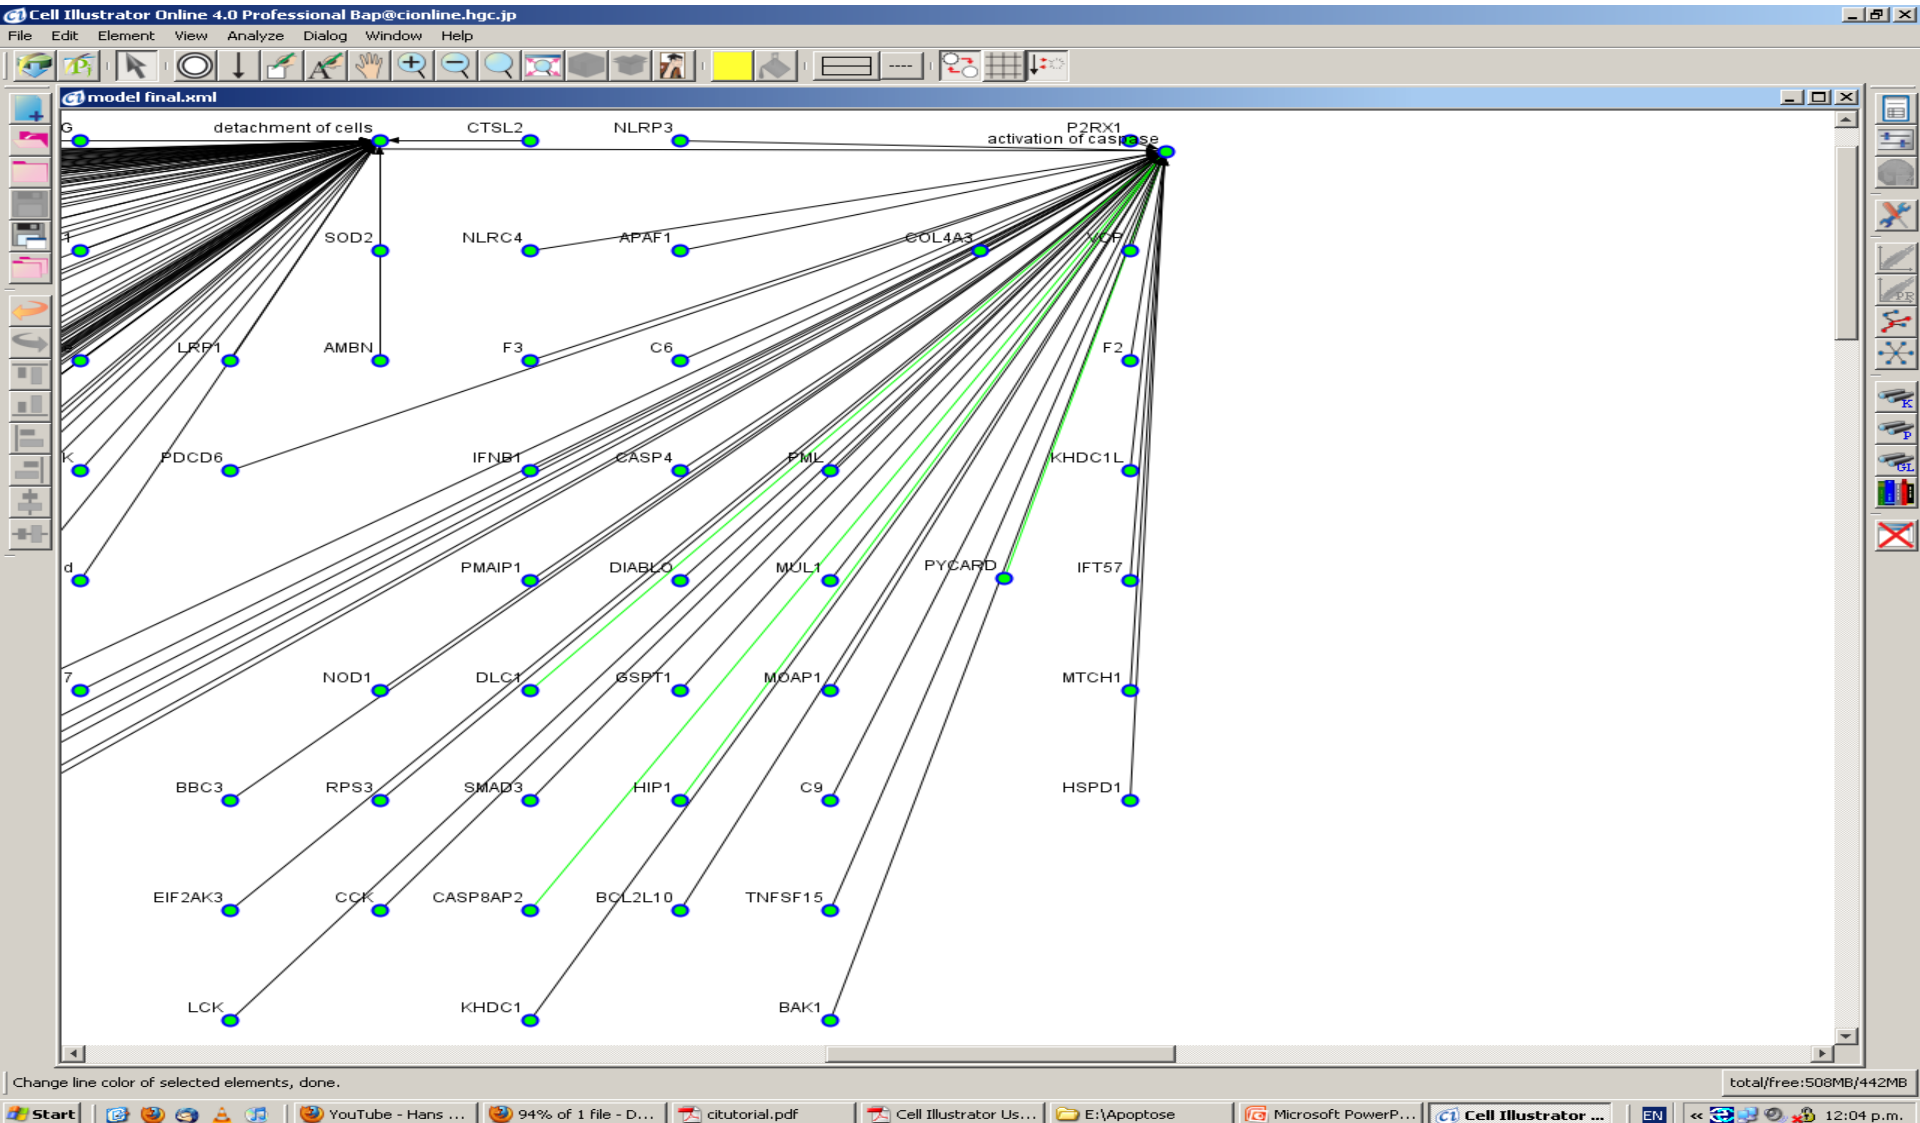 Cell Illustrator Online 4.0 Professional Bap@cionline.hgc.jp
File Edit Element View Analyze Dialog Window Help
model final.xml
G detachment of cells CTSL2 NLRP3 P2RX1
activation of caspase
1 SOD2 NLRC4 APAF1 COL4A3 VCP
LRP1 AMBN F3 C6 F2
K PDCD6 IFNB1 CASP4 PML KHDC1L
d PMAIP1 DIABLO MUL1 PYCARD IFT57
7 NOD1 DLC1 GSPT1 MOAP1 MTCH1
BBC3 RPS3 SMAD3 HIP1 C9 HSPD1
EIF2AK3 CCK CASP8AP2 BCL2L10 TNFSF15
LCK KHDC1 BAK1
PR
K
P
GL
Change line color of selected elements, done.
total/free:508MB/442MB
Start YouTube - Hans ... 94% of 1 file - D... citutorial.pdf Cell Illustrator Us... E:\Apoptose Microsoft PowerP... Cell Illustrator ... EN « 12:04 p.m.